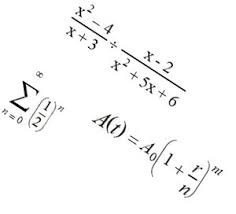 x² - 4 / x + 3 ÷ x - 2 / x² + 5x + 6
∞ ∑ n = 0 (1/2)ⁿ
A(t) = A₀(1 + r/n)ⁿᵗ